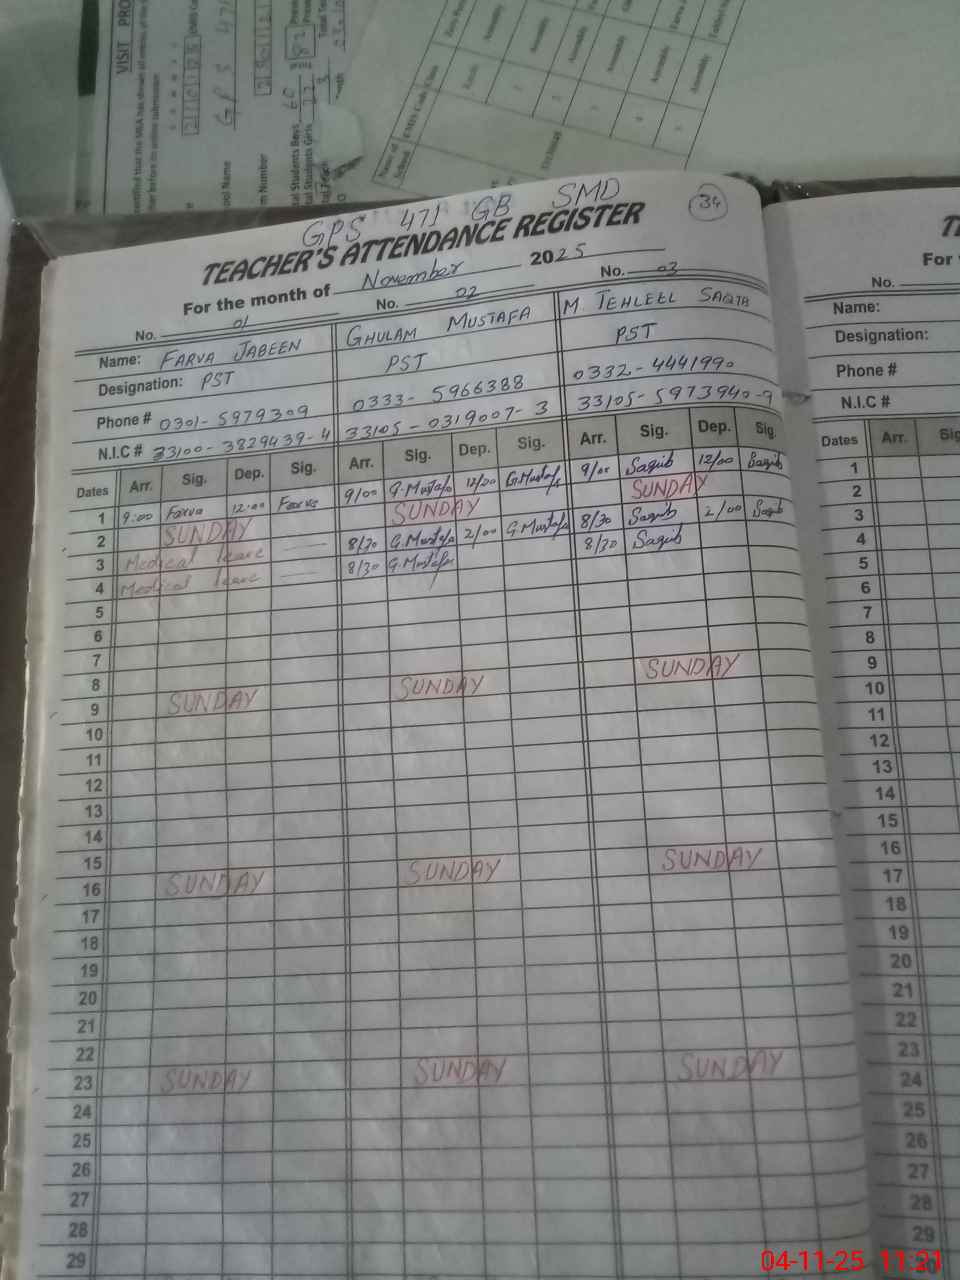 VISIT PRO
GPS 471 GB SMD
34
TEACHER'S ATTENDANCE REGISTER
For the month of November 2025
No. 01 No. 02 No. 03
Name: FARVA JABEEN GHULAM MUSTAFA M. TEHLEEL SAQIB
Designation: PST PST PST
Phone # 0301-5979309 0333-5966388 0332-4441990
N.I.C # 33100-3829439-4 33105-0319007-3 33105-5973940-9
Dates Arr. Sig. Dep. Sig. Arr. Sig. Dep. Sig. Arr. Sig. Dep. Sig.
1 9:00 Farva 12:00 Farva 9/00 G.Mustafa 12/00 G.Mustafa 9/00 Saqib 12/00 Saqib
2 SUNDAY SUNDAY SUNDAY
3 Medical leave 8/30 G.Mustafa 2/00 G.Mustafa 8/30 Saqib 2/00 Saqib
4 Medical leave 8/30 G.Mustafa 8/30 Saqib
5
6
7
8
9 SUNDAY SUNDAY SUNDAY
10
11
12
13
14
15
16 SUNDAY SUNDAY SUNDAY
17
18
19
20
21
22
23 SUNDAY SUNDAY SUNDAY
24
25
26
27
28
29
For
No.
Name:
Designation:
Phone #
N.I.C #
Dates Arr. Sig
1
2
3
4
5
6
7
8
9
10
11
12
13
14
15
16
17
18
19
20
21
22
23
24
25
26
27
28
29
30
04-11-25 11:21